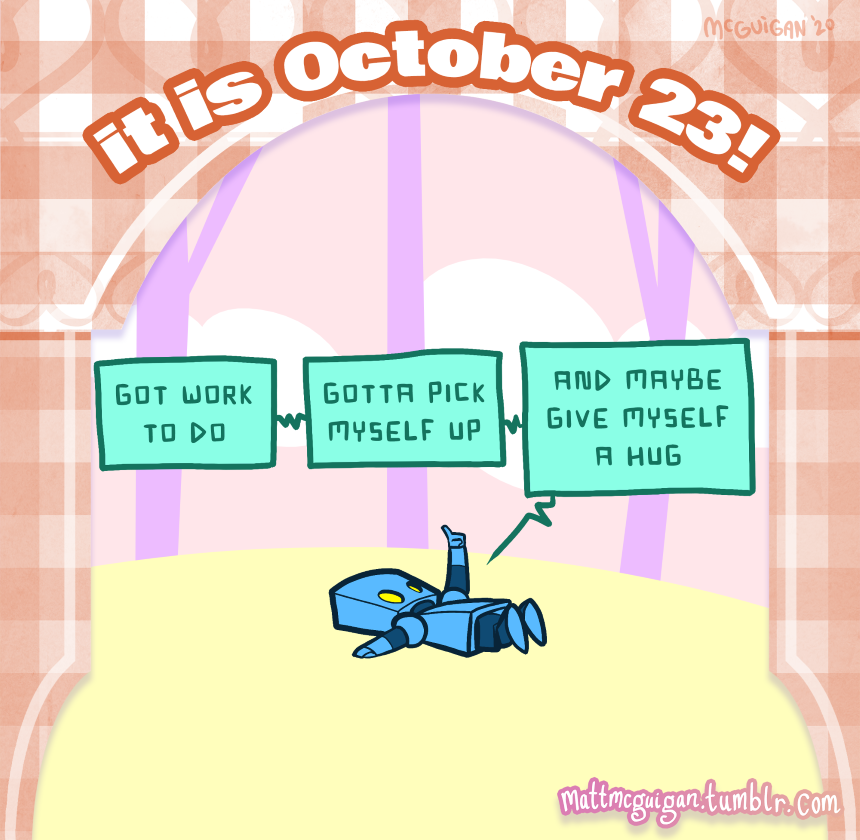 McGUiGAN '20
it is October 23!
GOT WORK
TO DO
GOTTA PICK
MYSELF UP
AND MAYBE
GIVE MYSELF
A HUG
mattmcguigan.tumblr.com